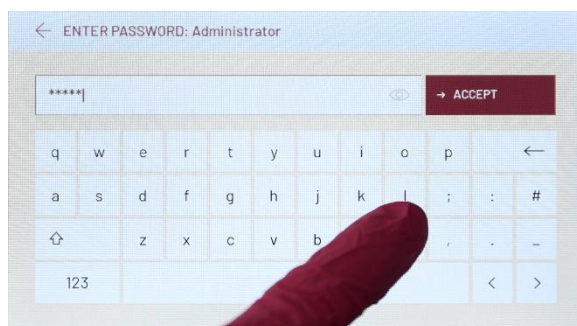 ← ENTER PASSWORD: Administrator
*****|
→ ACCEPT
q w e r t y u i o p ←
a s d f g h j k l ; : #
z x c v b , . _
123 < >